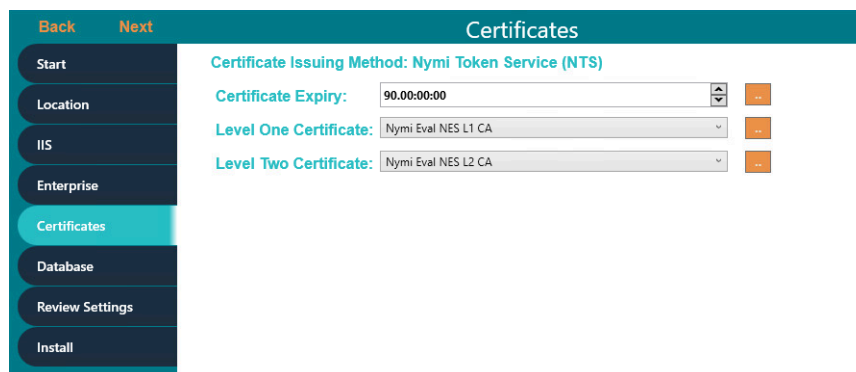 Back Next Certificates
Start
Location
IIS
Enterprise
Certificates
Database
Review Settings
Install
Certificate Issuing Method: Nymi Token Service (NTS)
Certificate Expiry: 90.00:00:00 ..
Level One Certificate: Nymi Eval NES L1 CA ..
Level Two Certificate: Nymi Eval NES L2 CA ..